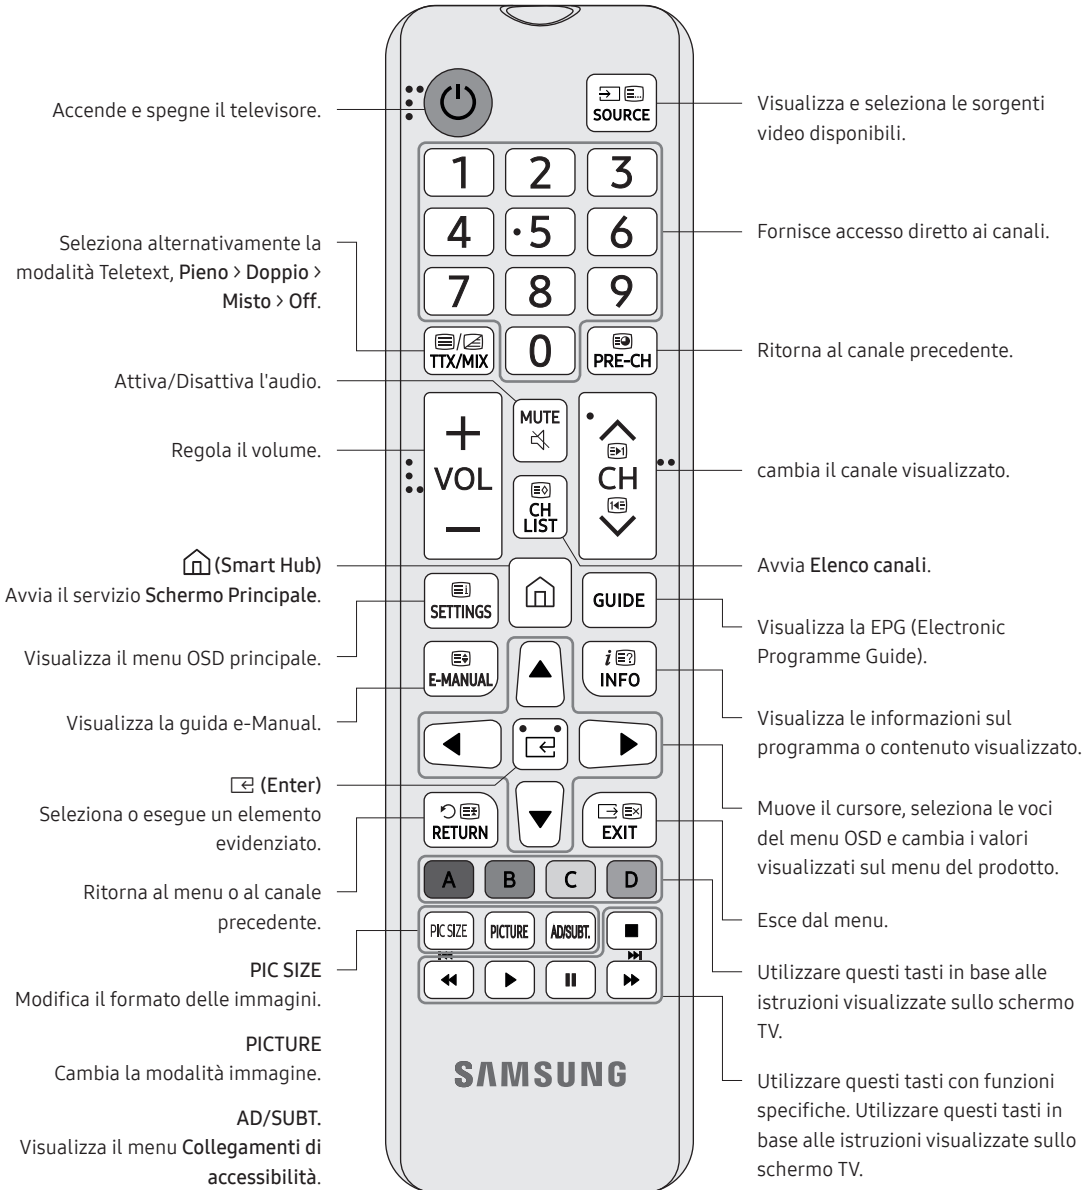 Accende e spegne il televisore.
Seleziona alternativamente la
modalità Teletext, Pieno > Doppio >
Misto > Off.
Attiva/Disattiva l'audio.
Regola il volume.
(Smart Hub)
Avvia il servizio Schermo Principale.
Visualizza il menu OSD principale.
Visualizza la guida e-Manual.
(Enter)
Seleziona o esegue un elemento
evidenziato.
Ritorna al menu o al canale
precedente.
PIC SIZE
Modifica il formato delle immagini.
PICTURE
Cambia la modalità immagine.
AD/SUBT.
Visualizza il menu Collegamenti di
accessibilità.
SOURCE
1 2 3
4 5 6
7 8 9
TTX/MIX 0 PRE-CH
MUTE
VOL
CH
CH
LIST
SETTINGS
GUIDE
E-MANUAL
i
INFO
RETURN
EXIT
A B C D
PIC SIZE PICTURE AD/SUBT.
SAMSUNG
Visualizza e seleziona le sorgenti
video disponibili.
Fornisce accesso diretto ai canali.
Ritorna al canale precedente.
cambia il canale visualizzato.
Avvia Elenco canali.
Visualizza la EPG (Electronic
Programme Guide).
Visualizza le informazioni sul
programma o contenuto visualizzato.
Muove il cursore, seleziona le voci
del menu OSD e cambia i valori
visualizzati sul menu del prodotto.
Esce dal menu.
Utilizzare questi tasti in base alle
istruzioni visualizzate sullo schermo
TV.
Utilizzare questi tasti con funzioni
specifiche. Utilizzare questi tasti in
base alle istruzioni visualizzate sullo
schermo TV.